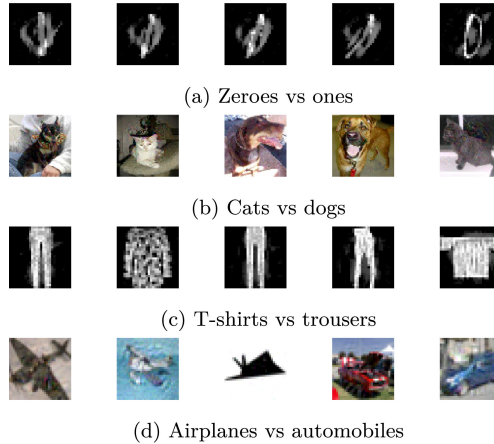 (a) Zeroes vs ones
(b) Cats vs dogs
(c) T-shirts vs trousers
(d) Airplanes vs automobiles